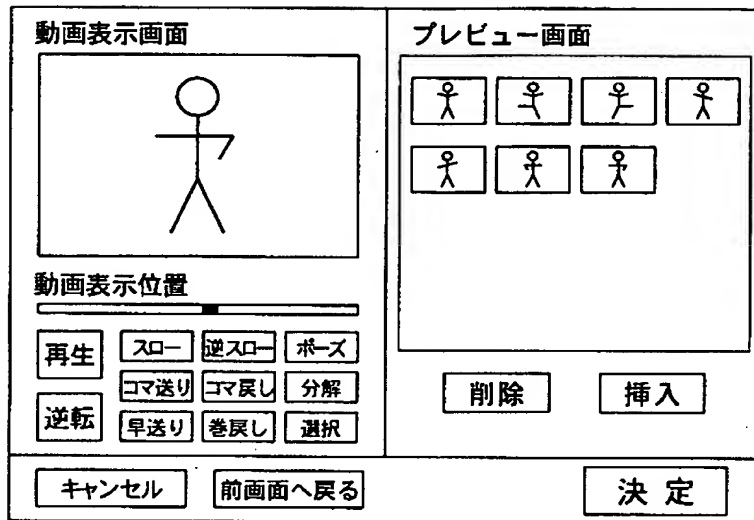 動画表示画面
動画表示位置
再生
スロー 逆スロー ポーズ
コマ送り コマ戻し 分解
逆転
早送り 巻戻し 選択
プレビュー画面
削除 挿入
キャンセル 前画面へ戻る 決定